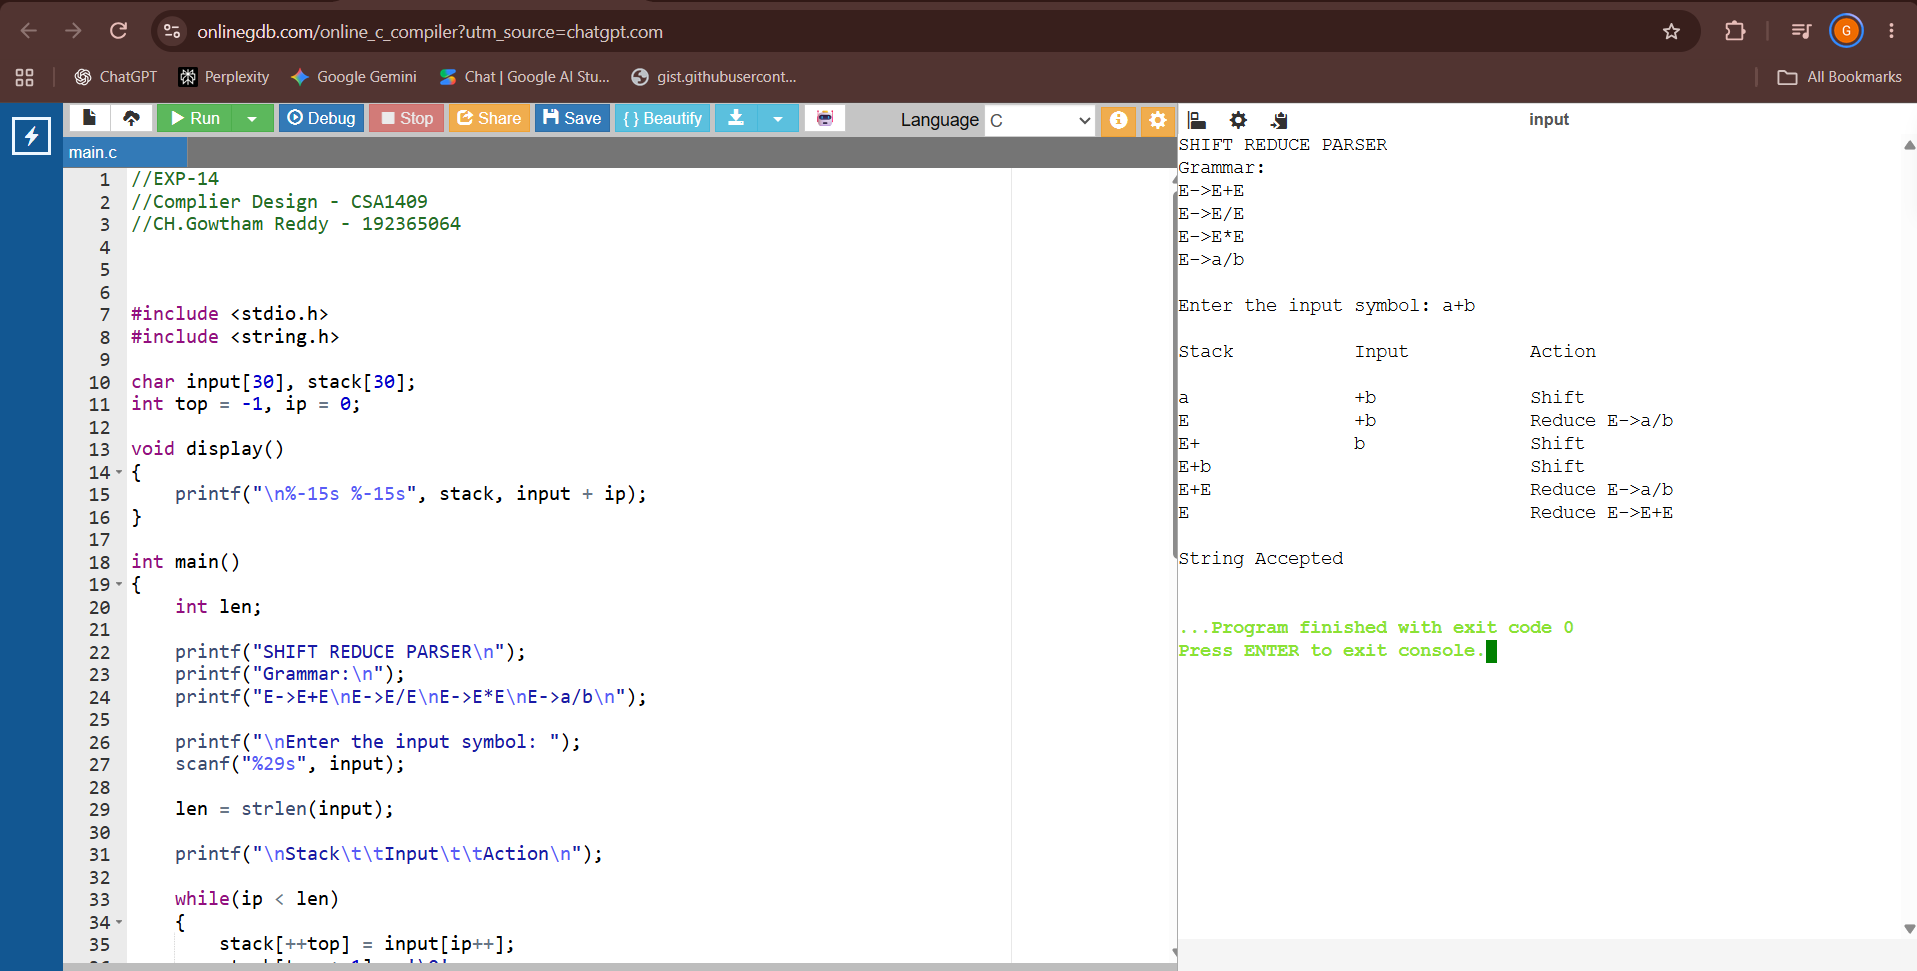 onlinegdb.com/online_c_compiler?utm_source=chatgpt.com
G
ChatGPT
Perplexity
Google Gemini
Chat | Google AI Stu...
gist.githubusercont...
All Bookmarks
Run
Debug
Stop
Share
Save
{ } Beautify
Language
C
input
main.c
1 //EXP-14
2 //Complier Design - CSA1409
3 //CH.Gowtham Reddy - 192365064
4
5
6
7 #include <stdio.h>
8 #include <string.h>
9
10 char input[30], stack[30];
11 int top = -1, ip = 0;
12
13 void display()
14 {
15 printf("\n%-15s %-15s", stack, input + ip);
16 }
17
18 int main()
19 {
20 int len;
21
22 printf("SHIFT REDUCE PARSER\n");
23 printf("Grammar:\n");
24 printf("E->E+E\nE->E/E\nE->E*E\nE->a/b\n");
25
26 printf("\nEnter the input symbol: ");
27 scanf("%29s", input);
28
29 len = strlen(input);
30
31 printf("\nStack\t\tInput\t\tAction\n");
32
33 while(ip < len)
34 {
35 stack[++top] = input[ip++];
SHIFT REDUCE PARSER
Grammar:
E->E+E
E->E/E
E->E*E
E->a/b
Enter the input symbol: a+b
Stack Input Action
a +b Shift
E +b Reduce E->a/b
E+ b Shift
E+b Shift
E+E Reduce E->a/b
E Reduce E->E+E
String Accepted
...Program finished with exit code 0
Press ENTER to exit console.